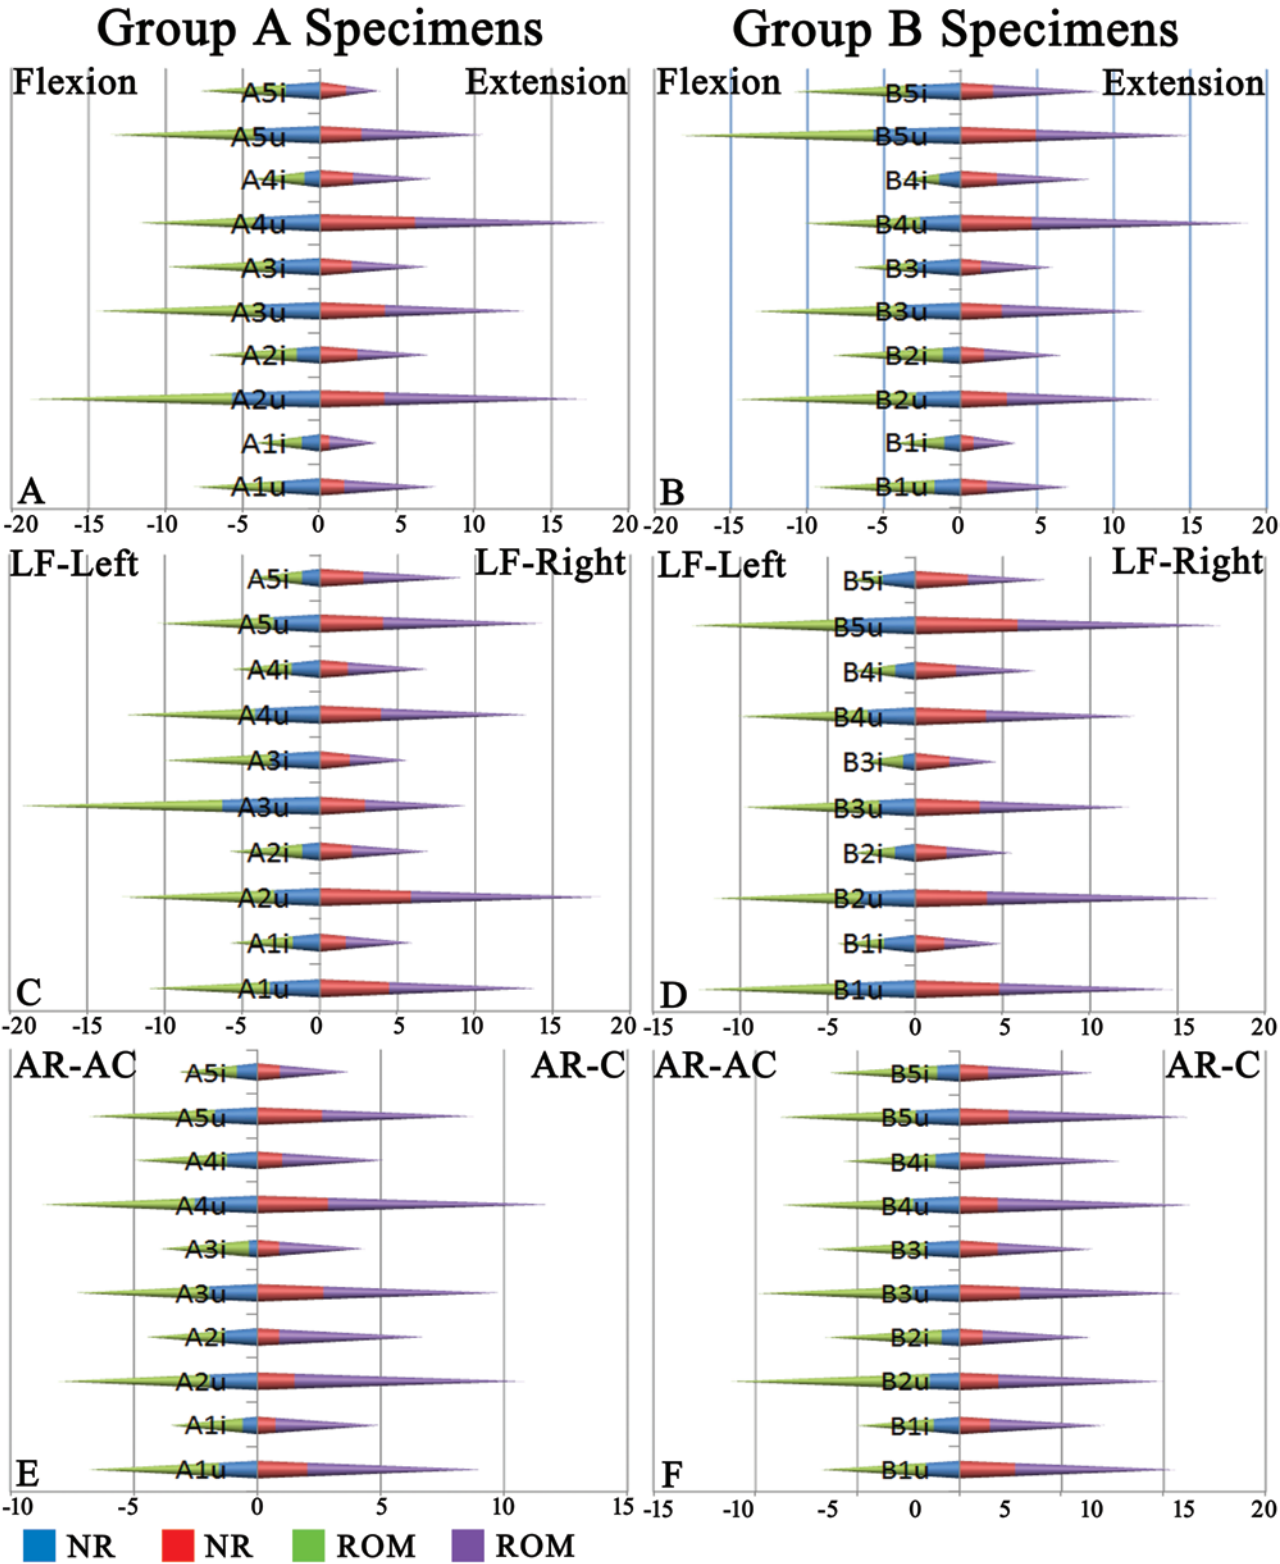 Group A Specimens
Group B Specimens
Flexion
Extension
A5i
A5u
A4i
A4u
A3i
A3u
A2i
A2u
A1i
A1u
A
-20 -15 -10 -5 0 5 10 15 20
Flexion
Extension
B5i
B5u
B4i
B4u
B3i
B3u
B2i
B2u
B1i
B1u
B
-20 -15 -10 -5 0 5 10 15 20
LF-Left
LF-Right
A5i
A5u
A4i
A4u
A3i
A3u
A2i
A2u
A1i
A1u
C
-20 -15 -10 -5 0 5 10 15 20
LF-Left
LF-Right
B5i
B5u
B4i
B4u
B3i
B3u
B2i
B2u
B1i
B1u
D
-15 -10 -5 0 5 10 15 20
AR-AC
AR-C
A5i
A5u
A4i
A4u
A3i
A3u
A2i
A2u
A1i
A1u
E
-10 -5 0 5 10 15
AR-AC
AR-C
B5i
B5u
B4i
B4u
B3i
B3u
B2i
B2u
B1i
B1u
F
-15 -10 -5 0 5 10 15 20
NR NR ROM ROM